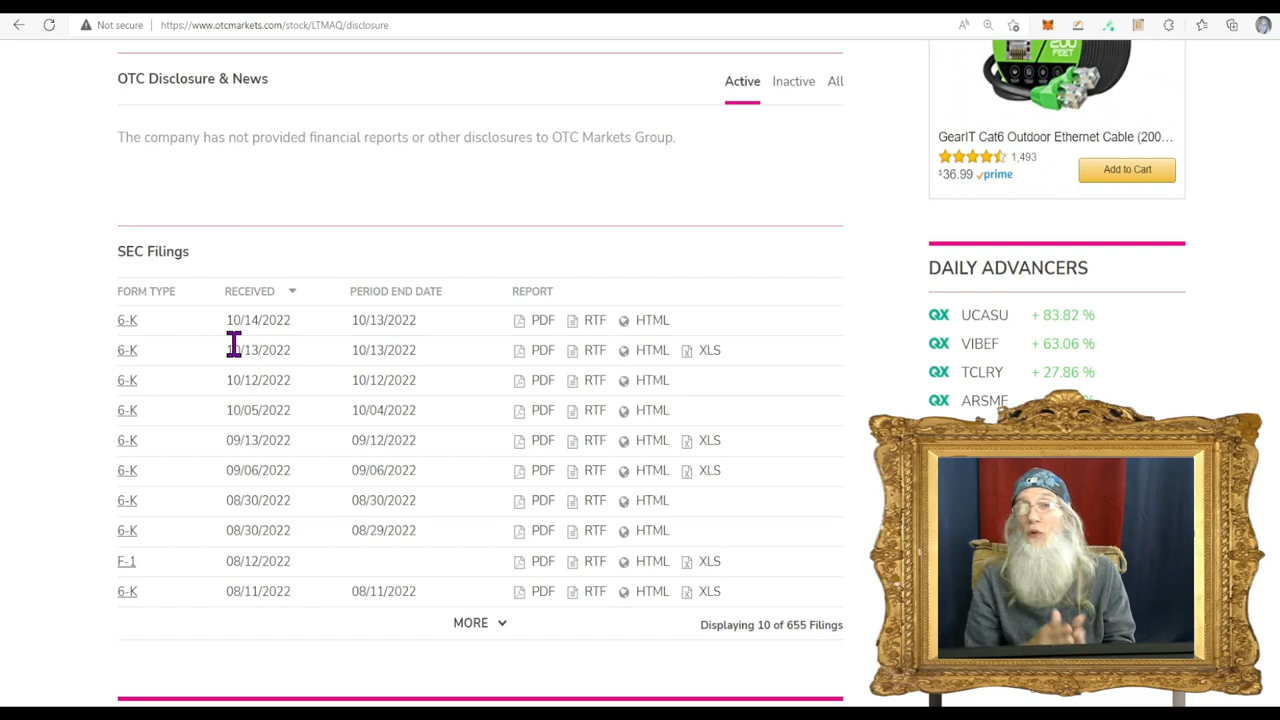 Not secure
https://www.otcmarkets.com/stock/LTMAQ/disclosure
OTC Disclosure & News
Active Inactive All
The company has not provided financial reports or other disclosures to OTC Markets Group.
SEC Filings
FORM TYPE RECEIVED PERIOD END DATE REPORT
6-K 10/14/2022 10/13/2022 PDF RTF HTML
6-K 10/13/2022 10/13/2022 PDF RTF HTML XLS
6-K 10/12/2022 10/12/2022 PDF RTF HTML
6-K 10/05/2022 10/04/2022 PDF RTF HTML
6-K 09/13/2022 09/12/2022 PDF RTF HTML XLS
6-K 09/06/2022 09/06/2022 PDF RTF HTML XLS
6-K 08/30/2022 08/30/2022 PDF RTF HTML
6-K 08/30/2022 08/29/2022 PDF RTF HTML
F-1 08/12/2022 PDF RTF HTML XLS
6-K 08/11/2022 08/11/2022 PDF RTF HTML XLS
MORE
Displaying 10 of 655 Filings
200
FEET
GearIT Cat6 Outdoor Ethernet Cable (200...
1,493
$36.99 prime
Add to Cart
DAILY ADVANCERS
QX UCASU + 83.82 %
QX VIBEF + 63.06 %
QX TCLRY + 27.86 %
QX ARSMF